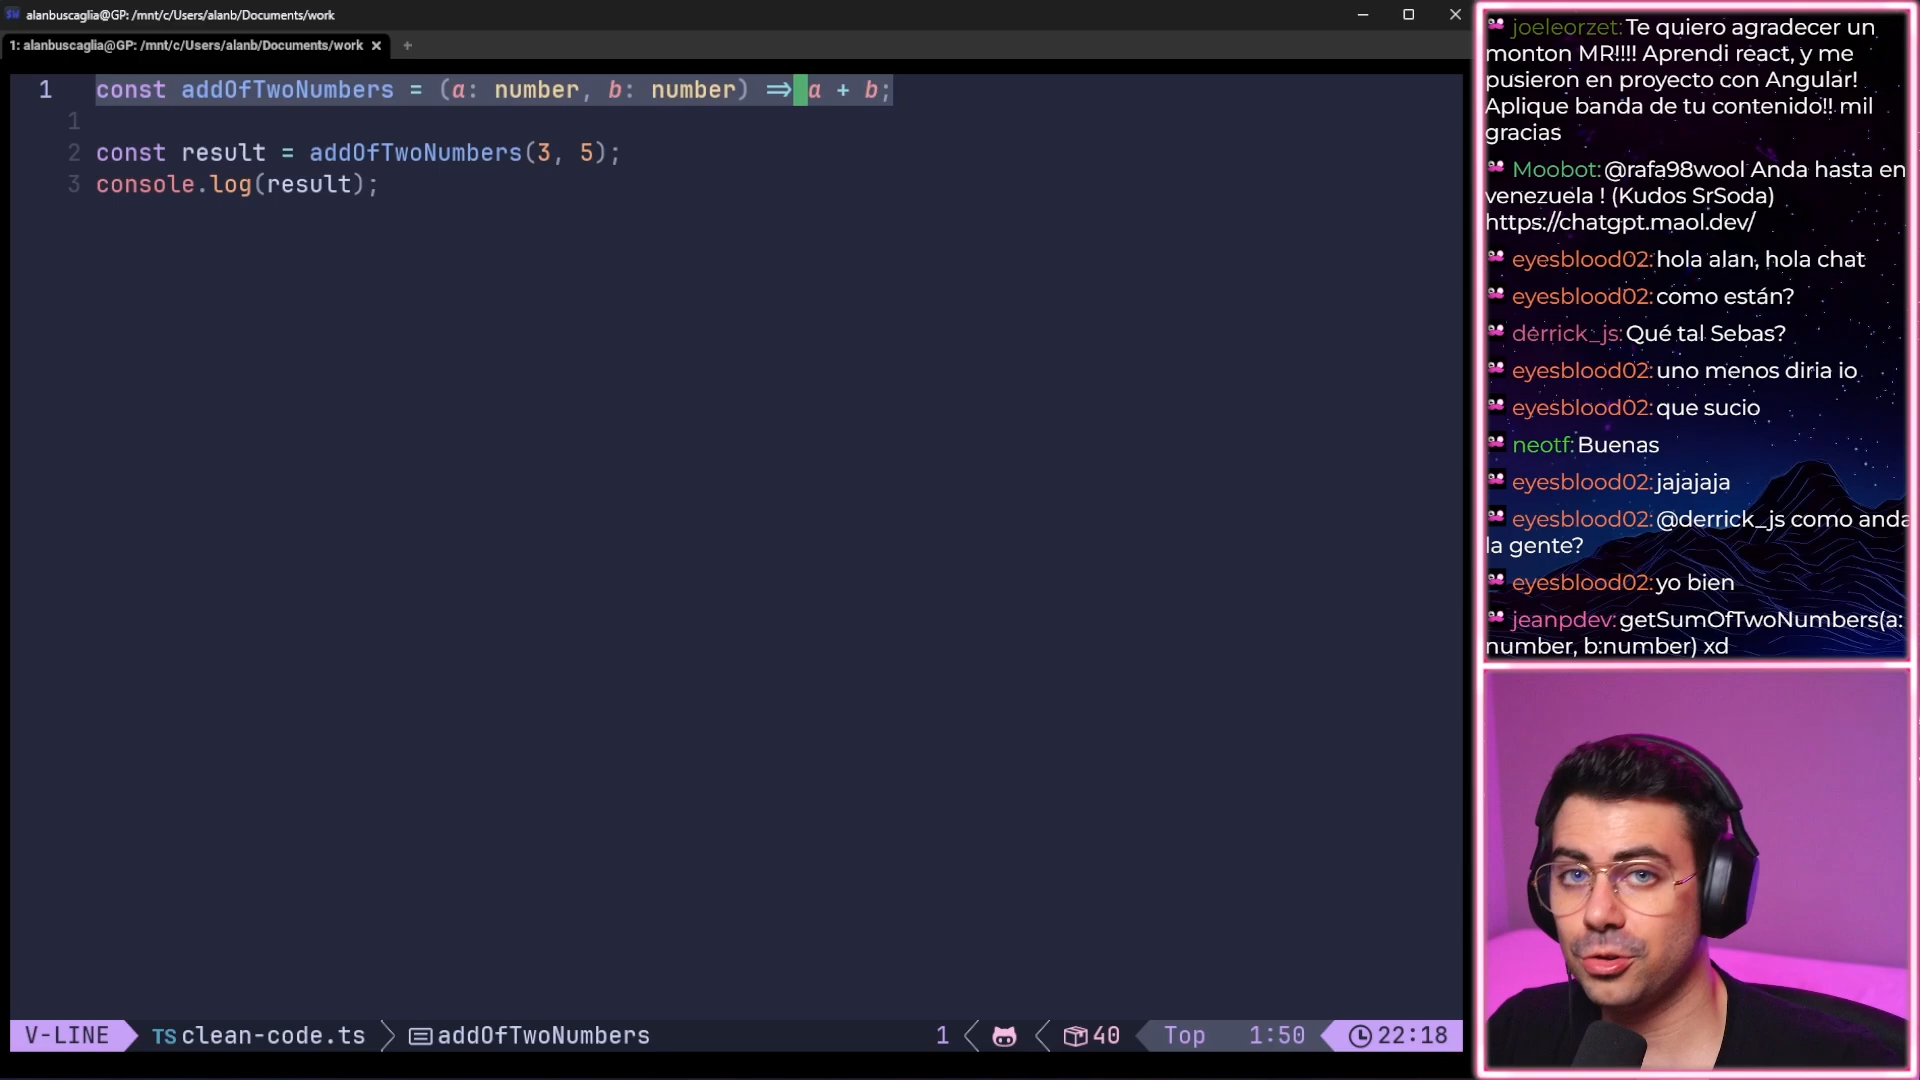 alanbuscaglia@GP: /mnt/c/Users/alanb/Documents/work
1: alanbuscaglia@GP: /mnt/c/Users/alanb/Documents/work × +
1 const addOfTwoNumbers = (a: number, b: number) => a + b;
1
2 const result = addOfTwoNumbers(3, 5);
3 console.log(result);
V-LINE TS clean-code.ts addOfTwoNumbers 1 40 Top 1:50 22:18
joeleorzet: Te quiero agradecer un
monton MR!!!! Aprendi react, y me
pusieron en proyecto con Angular!
Aplique banda de tu contenido!! mil
gracias
Moobot: @rafa98wool Anda hasta en
venezuela ! (Kudos SrSoda)
https://chatgpt.maol.dev/
eyesblood02: hola alan, hola chat
eyesblood02: como están?
derrick_js: Qué tal Sebas?
eyesblood02: uno menos diria io
eyesblood02: que sucio
neotf: Buenas
eyesblood02: jajajaja
eyesblood02: @derrick_js como anda
la gente?
eyesblood02: yo bien
jeanpdev: getSumOfTwoNumbers(a:
number, b:number) xd